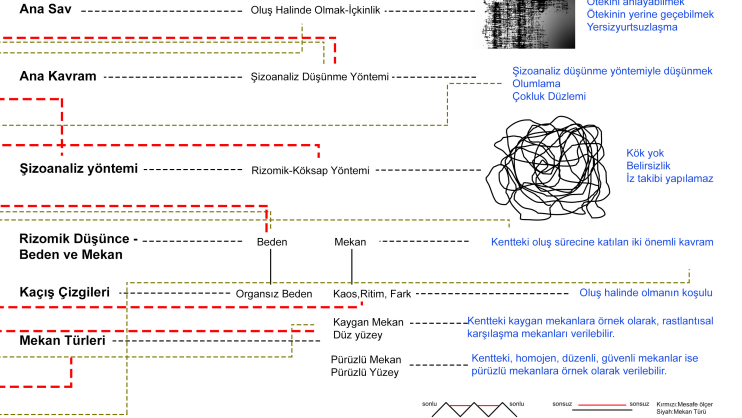 Ötekini anlayabilmek
Ana Sav
Oluş Halinde Olmak-İçkinlik
Ötekinin yerine geçebilmek
Yersizyurtsuzlaşma
Ana Kavram
Şizoanaliz Düşünme Yöntemi
Şizoanaliz düşünme yöntemiyle düşünmek
Olumlama
Çokluk Düzlemi
Şizoanaliz yöntemi
Rizomik-Köksap Yöntemi
Kök yok
Belirsizlik
İz takibi yapılamaz
Rizomik Düşünce -
Beden ve Mekan
Beden
Mekan
Kentteki oluş sürecine katılan iki önemli kavram
Kaçış Çizgileri
Organsız Beden
Kaos,Ritim, Fark
Oluş halinde olmanın koşulu
Mekan Türleri
Kaygan Mekan
Düz yüzey
Kentteki kaygan mekanlara örnek olarak, rastlantısal
karşılaşma mekanları verilebilir.
Pürüzlü Mekan
Pürüzlü Yüzey
Kentteki, homojen, düzenli, güvenli mekanlar ise
pürüzlü mekanlara örnek olarak verilebilir.
sonlu
sonlu
sonsuz
sonsuz
Kırmızı:Mesafe ölçer
Siyah:Mekan Türü